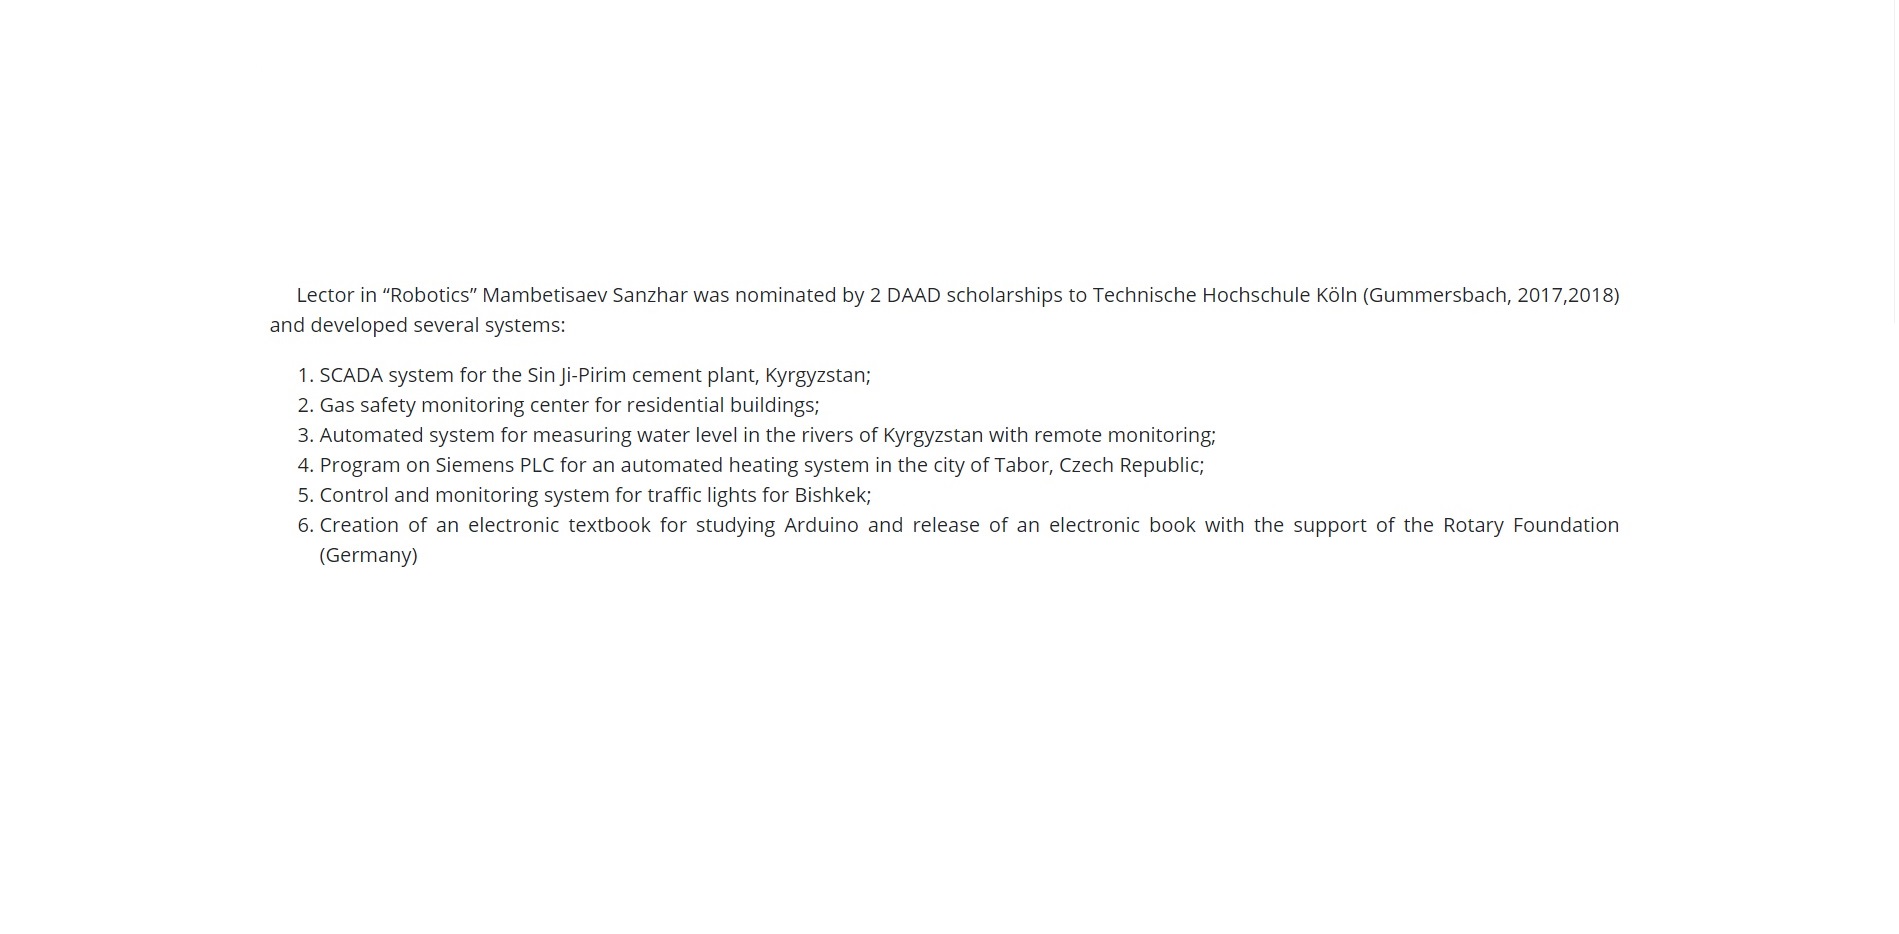 Lector in “Robotics” Mambetisaev Sanzhar was nominated by 2 DAAD scholarships to Technische Hochschule Köln (Gummersbach, 2017,2018)
and developed several systems:
1. SCADA system for the Sin Ji-Pirim cement plant, Kyrgyzstan;
2. Gas safety monitoring center for residential buildings;
3. Automated system for measuring water level in the rivers of Kyrgyzstan with remote monitoring;
4. Program on Siemens PLC for an automated heating system in the city of Tabor, Czech Republic;
5. Control and monitoring system for traffic lights for Bishkek;
6. Creation of an electronic textbook for studying Arduino and release of an electronic book with the support of the Rotary Foundation
(Germany)